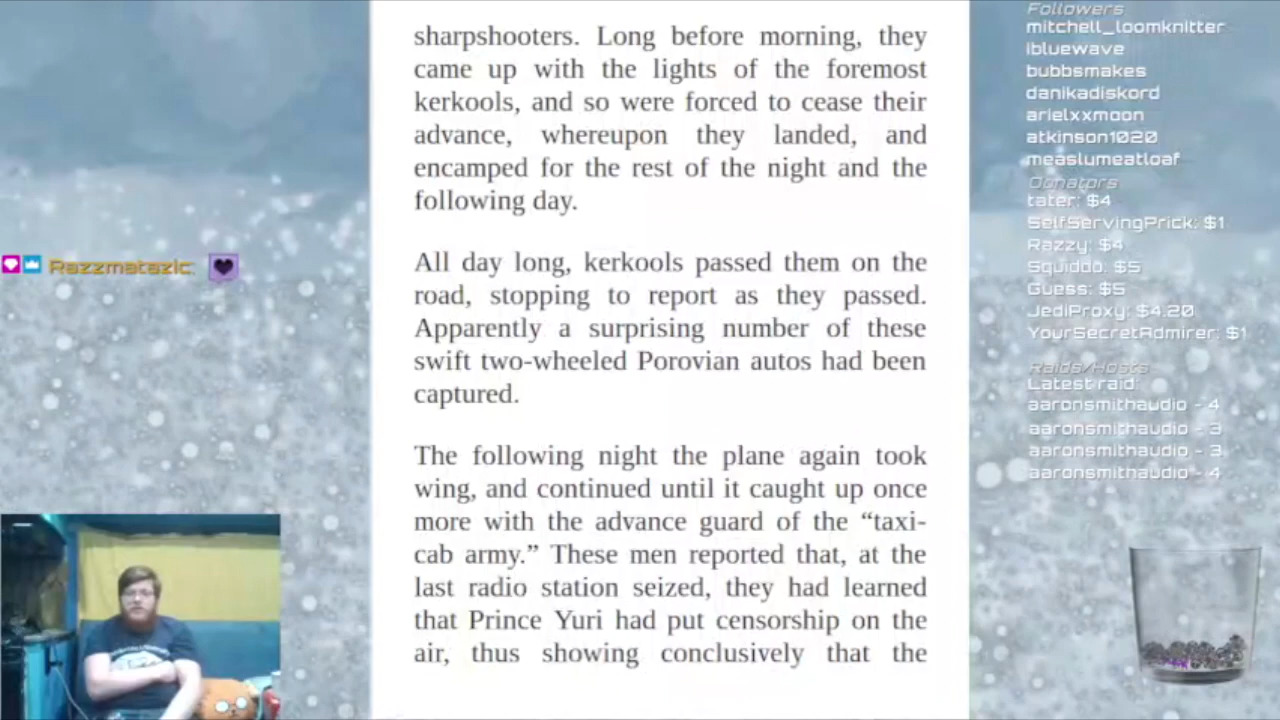 sharpshooters. Long before morning, they
came up with the lights of the foremost
kerkools, and so were forced to cease their
advance, whereupon they landed, and
encamped for the rest of the night and the
following day.
All day long, kerkools passed them on the
road, stopping to report as they passed.
Apparently a surprising number of these
swift two-wheeled Porovian autos had been
captured.
The following night the plane again took
wing, and continued until it caught up once
more with the advance guard of the “taxi-
cab army.” These men reported that, at the
last radio station seized, they had learned
that Prince Yuri had put censorship on the
air, thus showing conclusively that the
Razzmatazic
Followers
mitchell_loomknitter
ibluewave
bubbsmakes
danikadiskord
arielxxmoon
atkinson1020
measlumeatloaf
Donators
tater: $4
SelfServingPrick: $1
Razzy: $4
Squiddo: $5
Guess: $5
JediProxy: $4.20
YourSecretAdmirer: $1
Raids/Hosts
Latest raid:
aaronsmithaudio - 4
aaronsmithaudio - 3
aaronsmithaudio - 3
aaronsmithaudio - 4